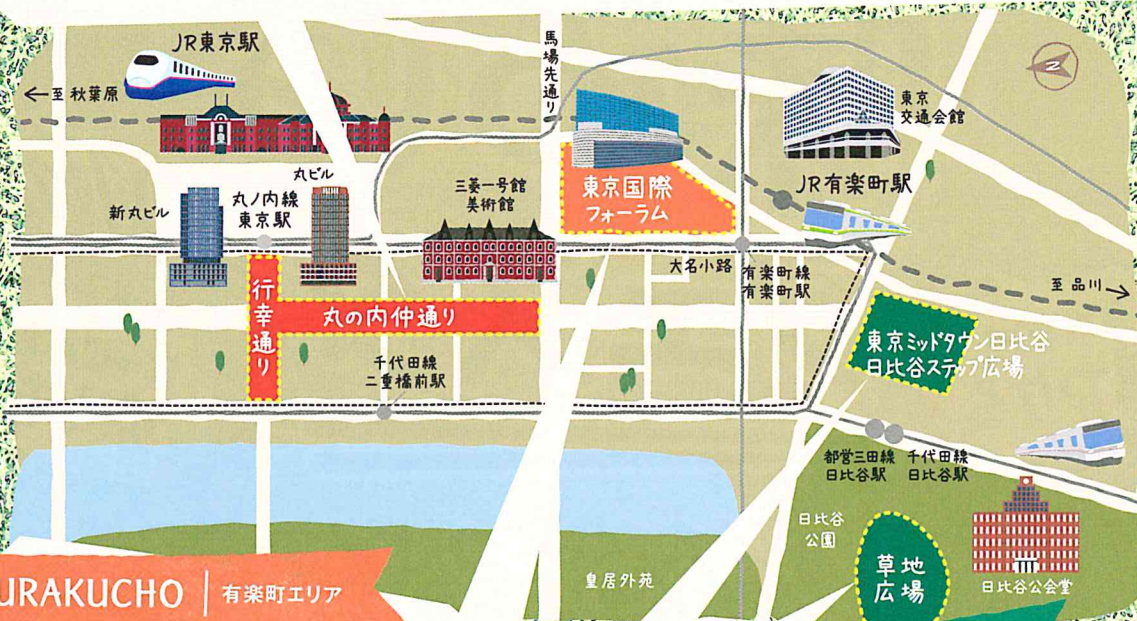 JR東京駅
←至 秋葉原
馬場先通り
N
東京
交通会館
JR有楽町駅
丸ビル
新丸ビル
丸ノ内線
東京駅
三菱一号館
美術館
東京国際
フォーラム
大名小路
有楽町線
有楽町駅
至 品川→
行幸通り
丸の内仲通り
千代田線
二重橋前駅
東京ミッドタウン日比谷
日比谷ステップ広場
都営三田線
日比谷駅
千代田線
日比谷駅
日比谷
公園
草地
広場
日比谷公会堂
皇居外苑
URAKUCHO
有楽町エリア